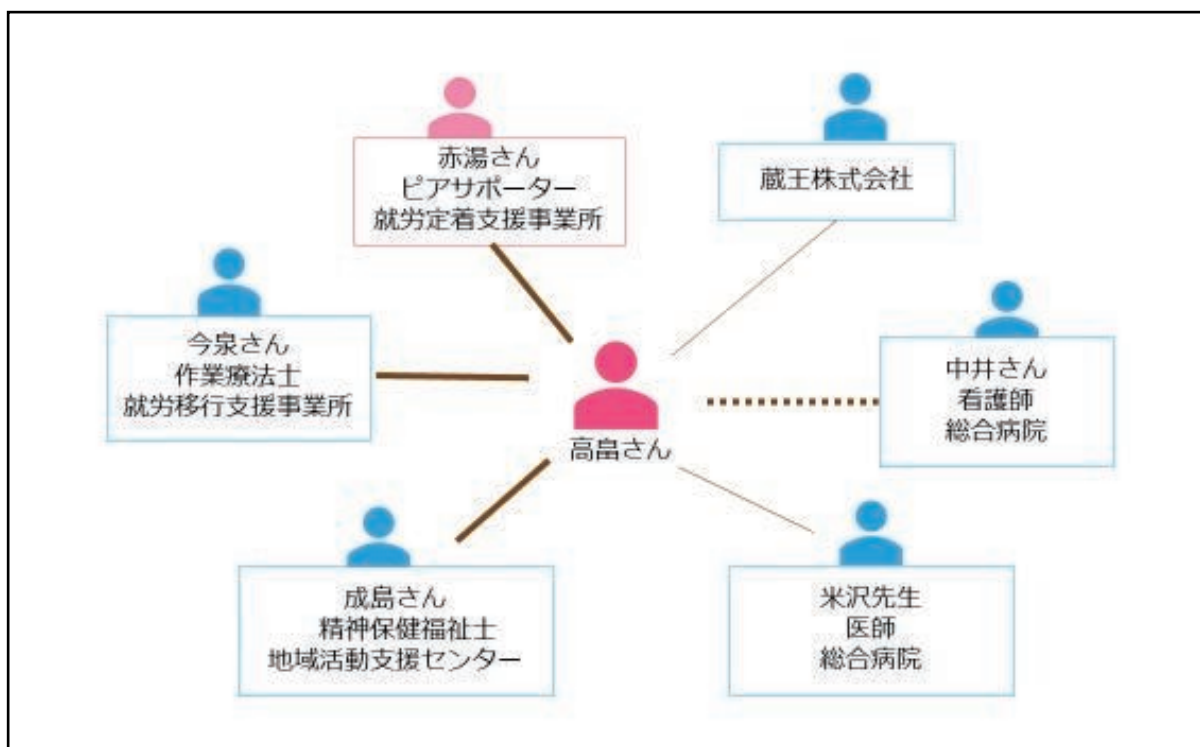 赤湯さん
ピアサポーター
就労定着支援事業所
蔵王株式会社
今泉さん
作業療法士
就労移行支援事業所
中井さん
看護師
総合病院
高畠さん
成島さん
精神保健福祉士
地域活動支援センター
米沢先生
医師
総合病院